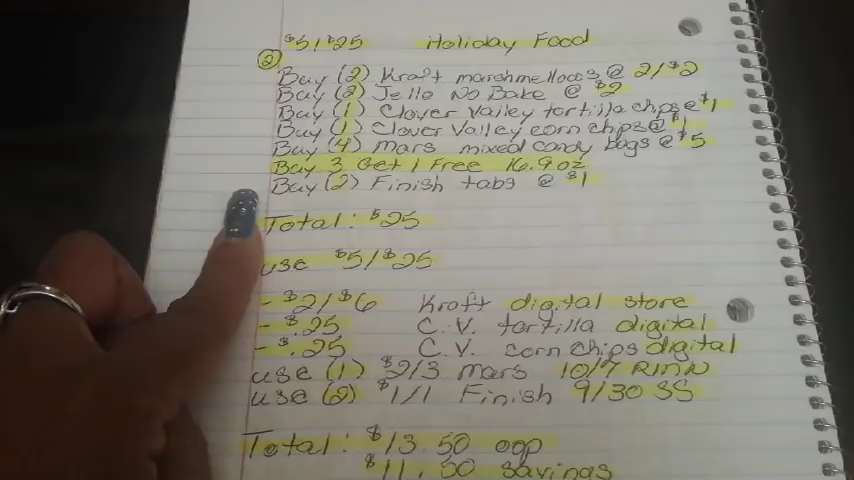 $5/$25 Holiday Food
②
Buy (2) Kraft marshmellows @ 2/$2
Buy (2) Jello No Bake @ $2
Buy (1) Clover Valley tortilla chips @ $1
Buy (1) Clover Valley corn chips @ $1
Buy (4) Mars mixed candy bags @ $5
Buy 3 Get 1 Free 16.9oz
Buy (2) Finish tabs @ $1
Total: $25
use $5/$25
- $2/$6 Kraft digital store
- $.25 C.V. tortilla digital
- $.25 C.V. corn chips digital
use (1) $2/3 Mars 10/7 RMN
use (2) $1/1 Finish 9/30 SS
Total: $13.50 oop
$11.50 savings